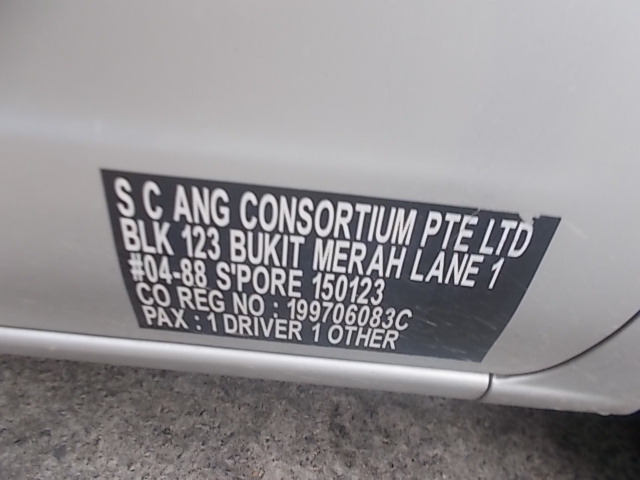 S C ANG CONSORTIUM PTE LTD
BLK 123 BUKIT MERAH LANE 1
#04-88 S'PORE 150123
CO REG NO : 199706083C
PAX : 1 DRIVER 1 OTHER